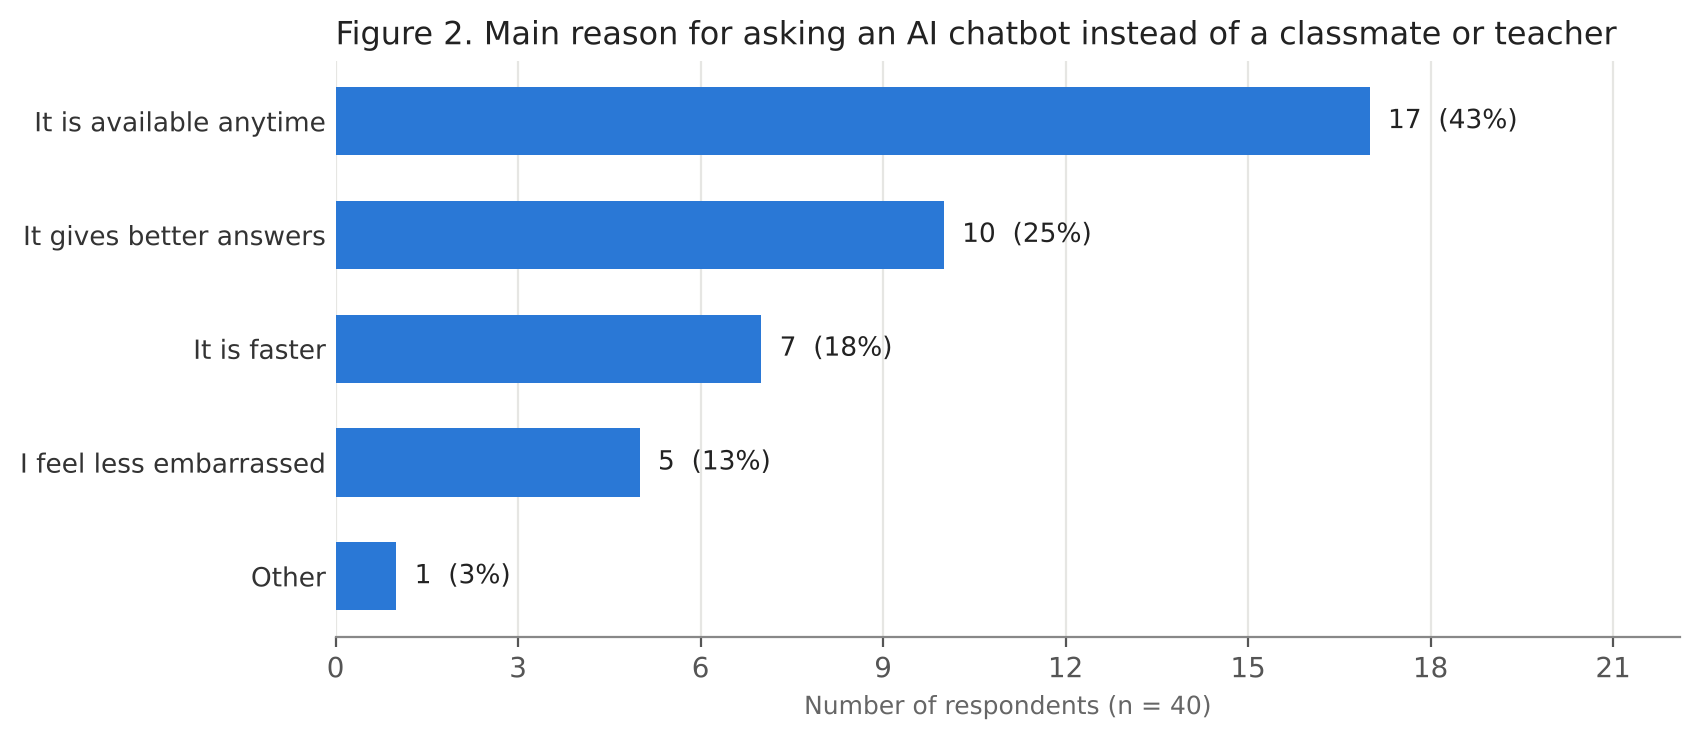 Figure 2. Main reason for asking an AI chatbot instead of a classmate or teacher
It is available anytime 17 (43%)
It gives better answers 10 (25%)
It is faster 7 (18%)
I feel less embarrassed 5 (13%)
Other 1 (3%)
0 3 6 9 12 15 18 21
Number of respondents (n = 40)